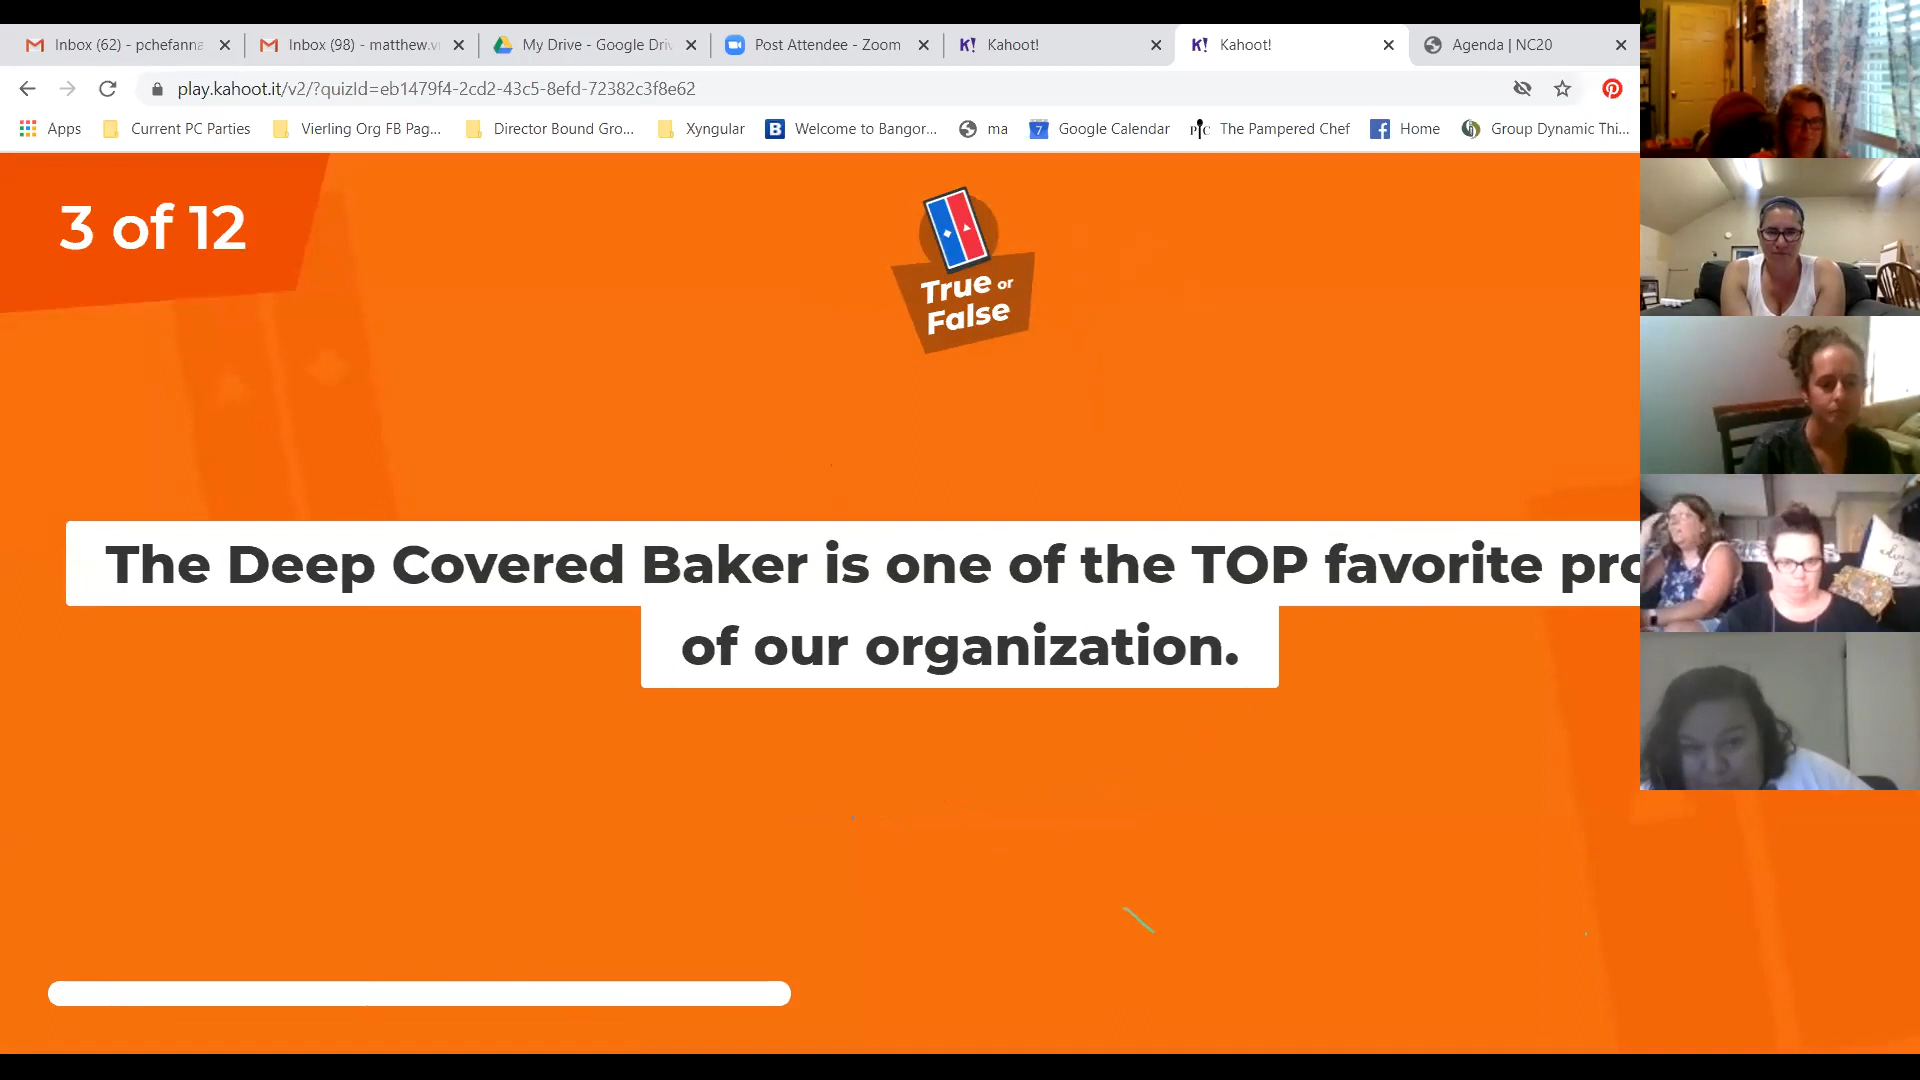 Inbox (62) - pchefanna
Inbox (98) - matthew.v
My Drive - Google Driv
Post Attendee - Zoom
Kahoot!
Kahoot!
Agenda | NC20
play.kahoot.it/v2/?quizId=eb1479f4-2cd2-43c5-8efd-72382c3f8e62
Apps
Current PC Parties
Vierling Org FB Pag...
Director Bound Gro...
Xyngular
Welcome to Bangor...
ma
Google Calendar
The Pampered Chef
Home
Group Dynamic Thi...
3 of 12
True or
False
The Deep Covered Baker is one of the TOP favorite pro
of our organization.